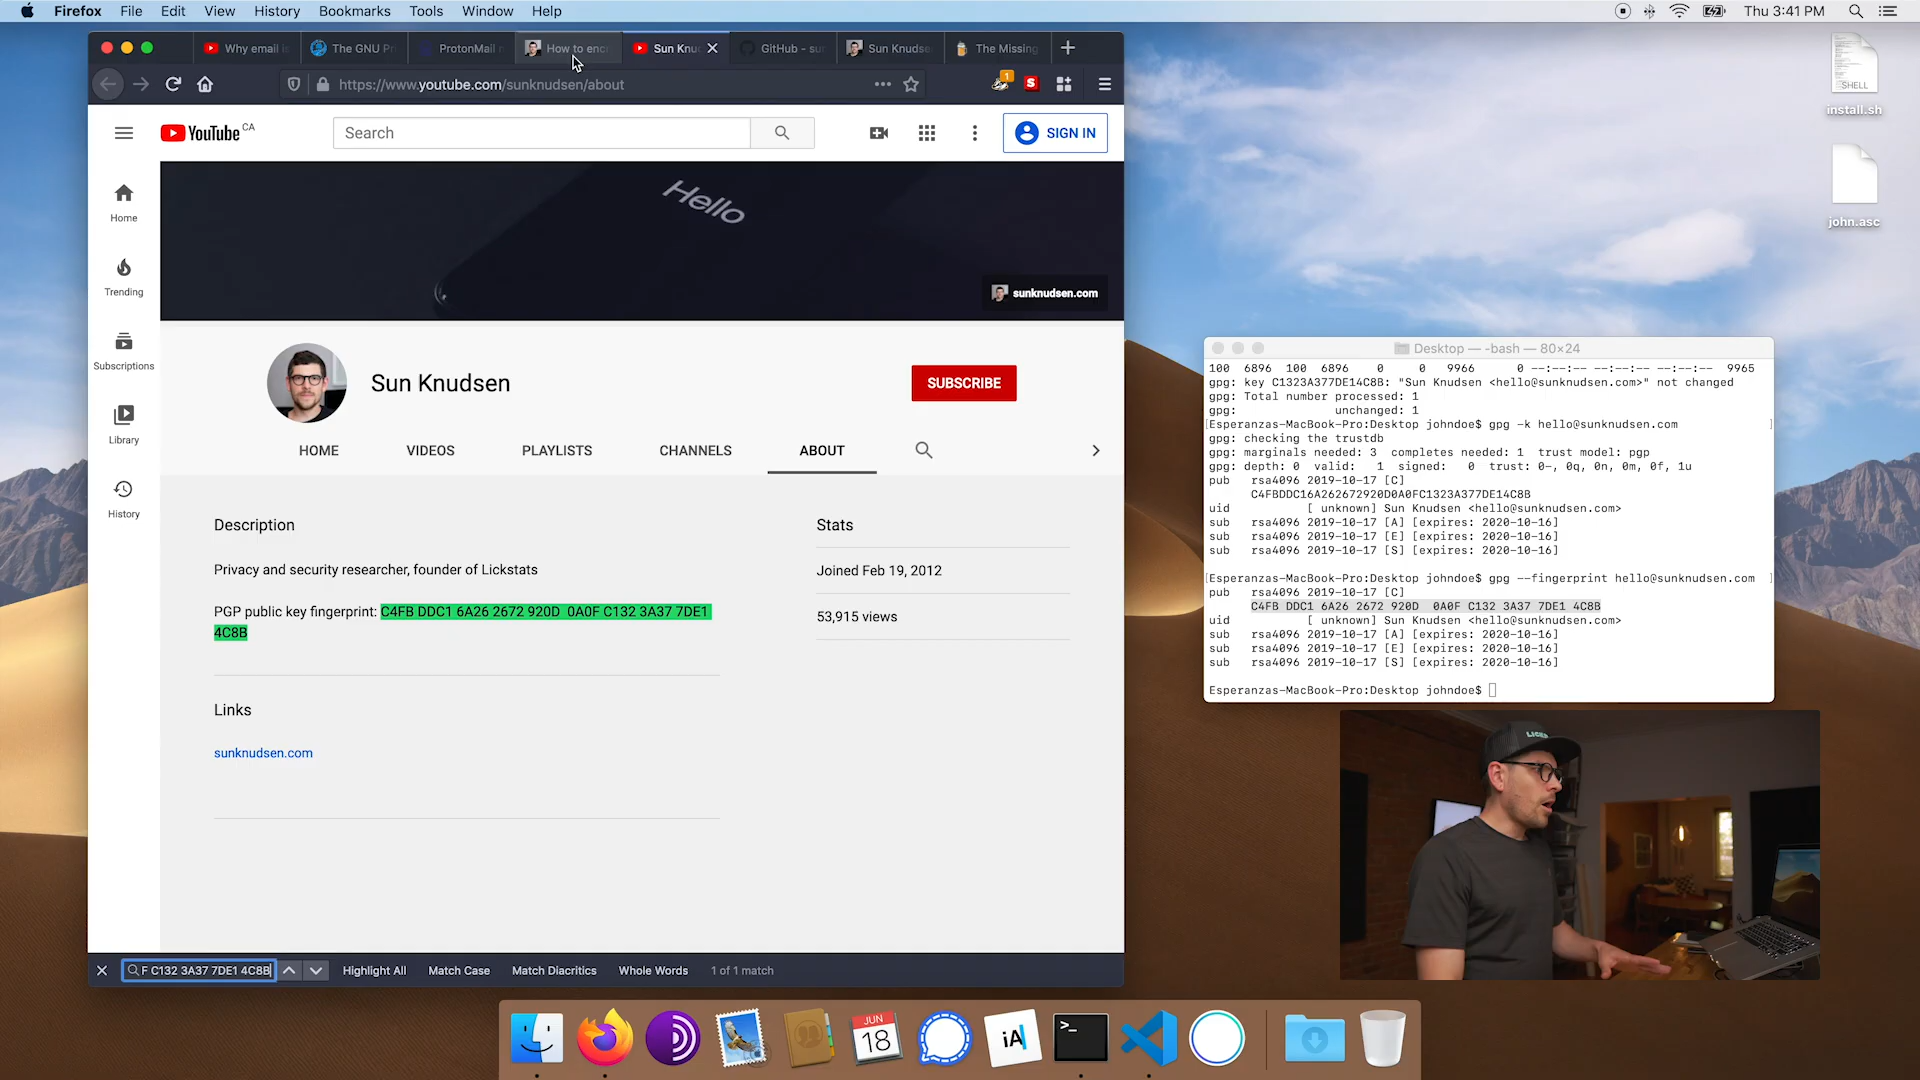 Firefox File Edit View History Bookmarks Tools Window Help
Thu 3:41 PM
Why email is
The GNU Pri
ProtonMail
How to enc
Sun Knu
GitHub - sun
Sun Knudse
The Missing
https://www.youtube.com/sunknudsen/about
1
S
YouTube CA
Search
SIGN IN
Home
Trending
Subscriptions
Library
History
Hello
sunknudsen.com
Sun Knudsen
SUBSCRIBE
HOME VIDEOS PLAYLISTS CHANNELS ABOUT
Description
Privacy and security researcher, founder of Lickstats
PGP public key fingerprint: C4FB DDC1 6A26 2672 920D  0A0F C132 3A37 7DE1
4C8B
Links
sunknudsen.com
Stats
Joined Feb 19, 2012
53,915 views
F C132 3A37 7DE1 4C8B
Highlight All Match Case Match Diacritics Whole Words 1 of 1 match
SHELL
install.sh
john.asc
Desktop — -bash — 80×24
100  6896  100  6896    0     0   9966      0 --:--:-- --:--:-- --:--:--  9965
gpg: key C1323A377DE14C8B: "Sun Knudsen <hello@sunknudsen.com>" not changed
gpg: Total number processed: 1
gpg:              unchanged: 1
[Esperanzas-MacBook-Pro:Desktop johndoe$ gpg -k hello@sunknudsen.com ]
gpg: checking the trustdb
gpg: marginals needed: 3  completes needed: 1  trust model: pgp
gpg: depth: 0  valid:   1  signed:   0  trust: 0-, 0q, 0n, 0m, 0f, 1u
pub   rsa4096 2019-10-17 [C]
C4FBDDC16A262672920D0A0FC1323A377DE14C8B
uid           [ unknown] Sun Knudsen <hello@sunknudsen.com>
sub   rsa4096 2019-10-17 [A] [expires: 2020-10-16]
sub   rsa4096 2019-10-17 [E] [expires: 2020-10-16]
sub   rsa4096 2019-10-17 [S] [expires: 2020-10-16]
[Esperanzas-MacBook-Pro:Desktop johndoe$ gpg --fingerprint hello@sunknudsen.com ]
pub   rsa4096 2019-10-17 [C]
C4FB DDC1 6A26 2672 920D  0A0F C132 3A37 7DE1 4C8B
uid           [ unknown] Sun Knudsen <hello@sunknudsen.com>
sub   rsa4096 2019-10-17 [A] [expires: 2020-10-16]
sub   rsa4096 2019-10-17 [E] [expires: 2020-10-16]
sub   rsa4096 2019-10-17 [S] [expires: 2020-10-16]
Esperanzas-MacBook-Pro:Desktop johndoe$
JUN
18
iA
>_